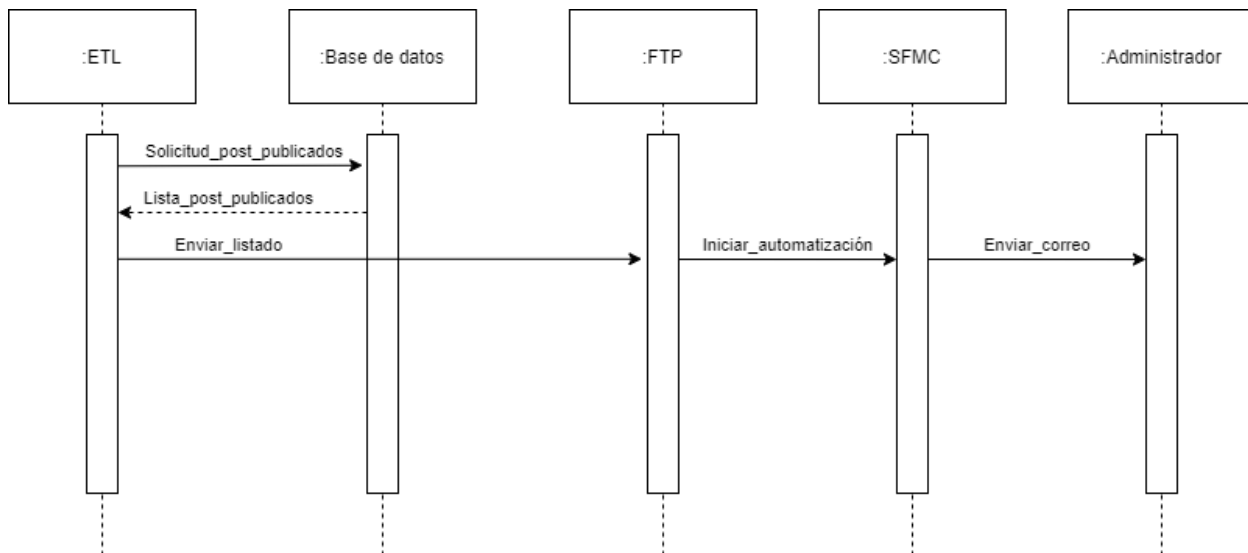 :ETL
:Base de datos
:FTP
:SFMC
:Administrador
Solicitud_post_publicados
Lista_post_publicados
Enviar_listado
Iniciar_automatización
Enviar_correo